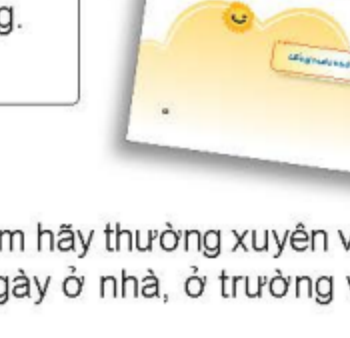 g.
m hãy thường xuyên v
gày ở nhà, ở trường v